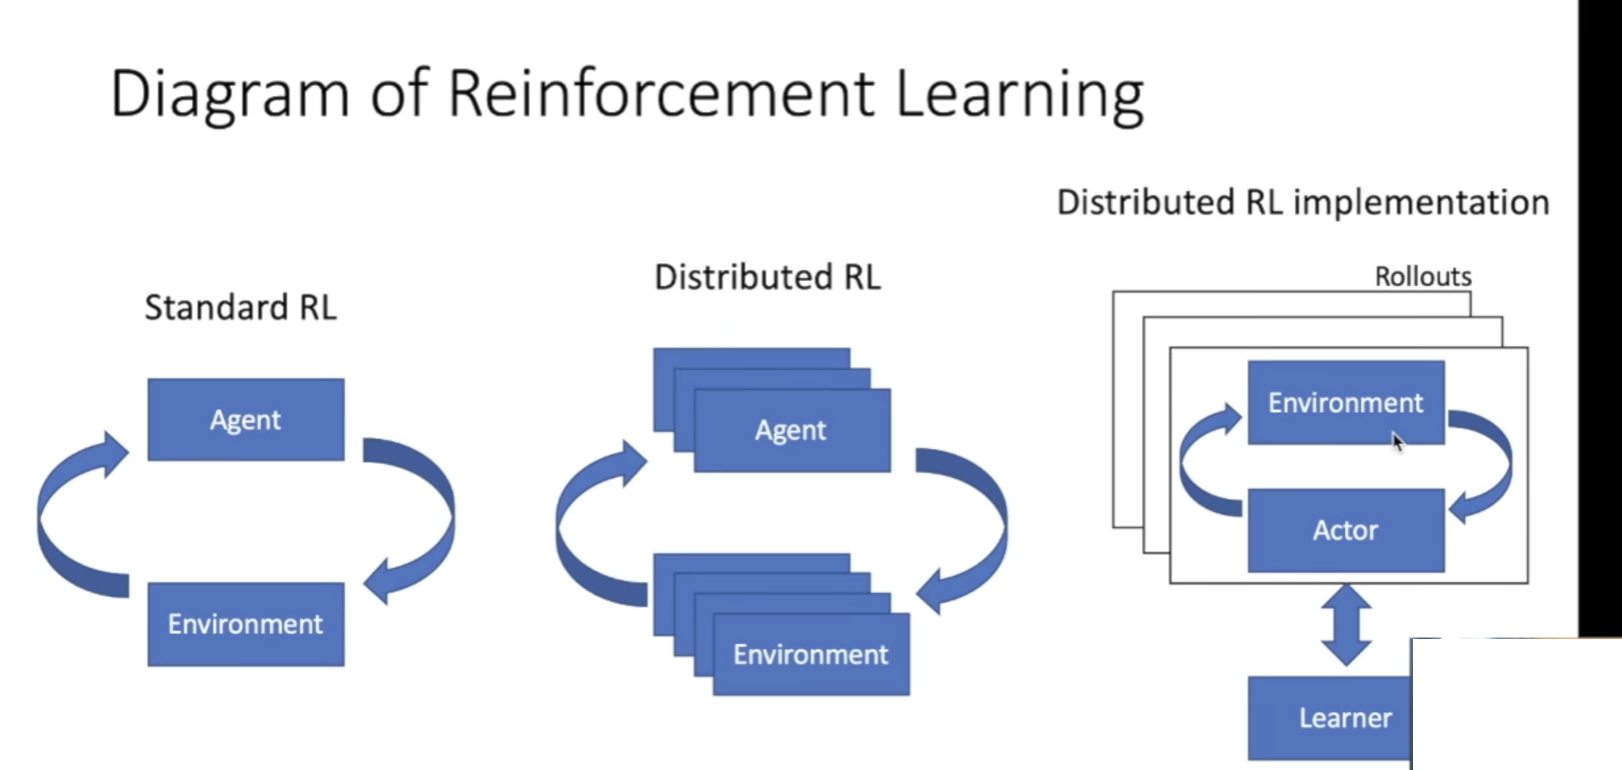 Diagram of Reinforcement Learning
Standard RL
Agent
Environment
Distributed RL
Agent
Environment
Distributed RL implementation
Rollouts
Environment
Actor
Learner